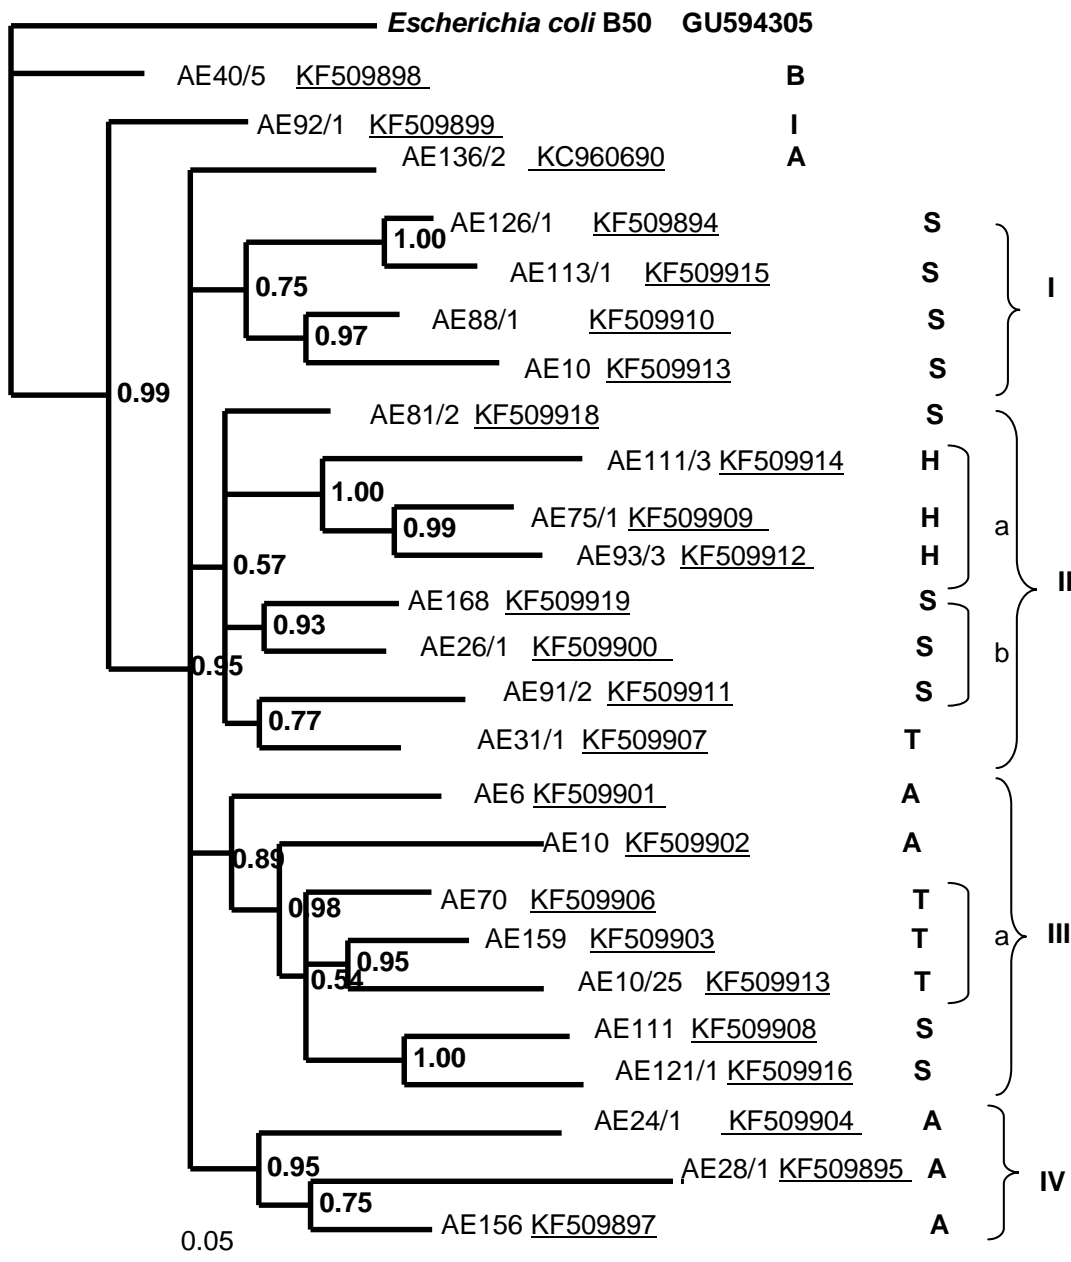 Escherichia coli B50 GU594305
AE40/5 KF509898 B
AE92/1 KF509899 I
AE136/2 KC960690 A
AE126/1 KF509894 S
1.00
AE113/1 KF509915 S
I
0.75
AE88/1 KF509910 S
0.97
AE10 KF509913 S
0.99
AE81/2 KF509918 S
AE111/3 KF509914 H
1.00
AE75/1 KF509909 H
0.99
a
AE93/3 KF509912 H
0.57
II
AE168 KF509919 S
0.93
AE26/1 KF509900 S
b
0.95
AE91/2 KF509911 S
0.77
AE31/1 KF509907 T
AE6 KF509901 A
AE10 KF509902 A
0.89
AE70 KF509906 T
0.98
AE159 KF509903 T
a
III
0.95
0.54
AE10/25 KF509913 T
AE111 KF509908 S
1.00
AE121/1 KF509916 S
AE24/1 KF509904 A
0.95
AE28/1 KF509895 A
IV
0.75
AE156 KF509897 A
0.05